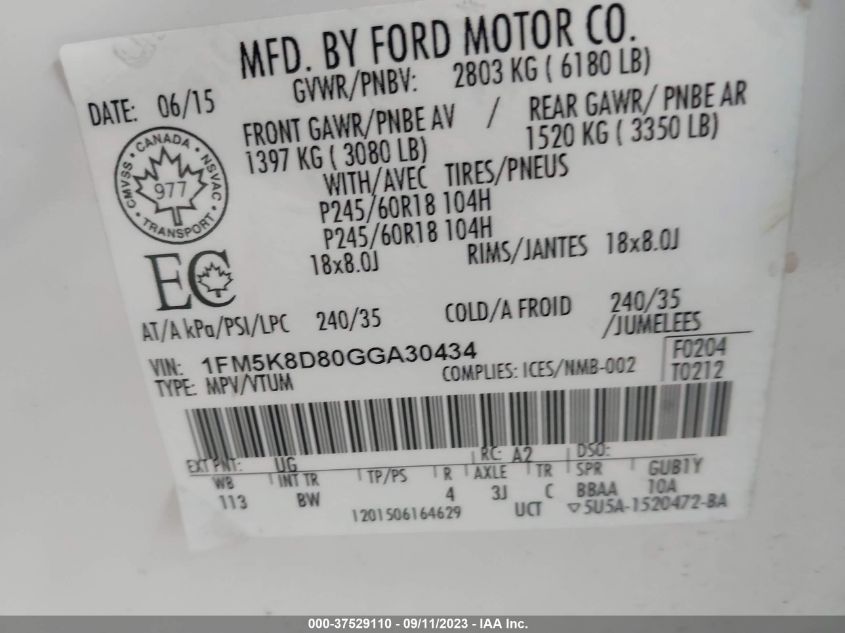 MFD. BY FORD MOTOR CO.
DATE: 06/15
GVWR/PNBV: 2803 KG ( 6180 LB)
FRONT GAWR/PNBE AV / REAR GAWR/ PNBE AR
1397 KG ( 3080 LB) 1520 KG ( 3350 LB)
WITH/AVEC TIRES/PNEUS
P245/60R18 104H
P245/60R18 104H
18x8.0J RIMS/JANTES 18x8.0J
CANADA
CMVSS NSVAC
977
TRANSPORT
EC
AT/A kPa/PSI/LPC 240/35 COLD/A FROID 240/35
/JUMELEES
VIN: 1FM5K8D80GGA30434
F0204
TYPE: MPV/VTUM COMPLIES: ICES/NMB-002 T0212
EXT PNT: UG RC: A2 DSO:
WB INT TR TP/PS R AXLE TR SPR GUB1Y
113 BW 4 3J C BBAA 10A
1201506164629 UCT ▽5U5A-1520472-BA
000-37529110 - 09/11/2023 - IAA Inc.